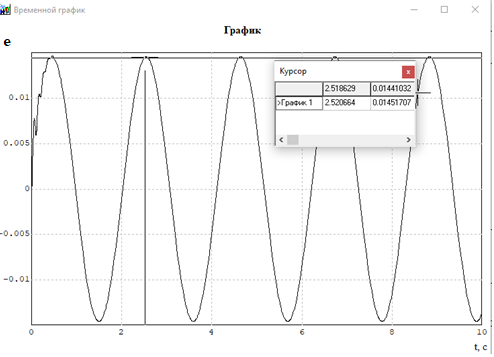 Временной график
График
e
Курсор
x
2.518629 0.01441032
>График 1 2.520664 0.01451707
0.01
0.005
0
-0.005
-0.01
0 2 4 6 8 10
t, c